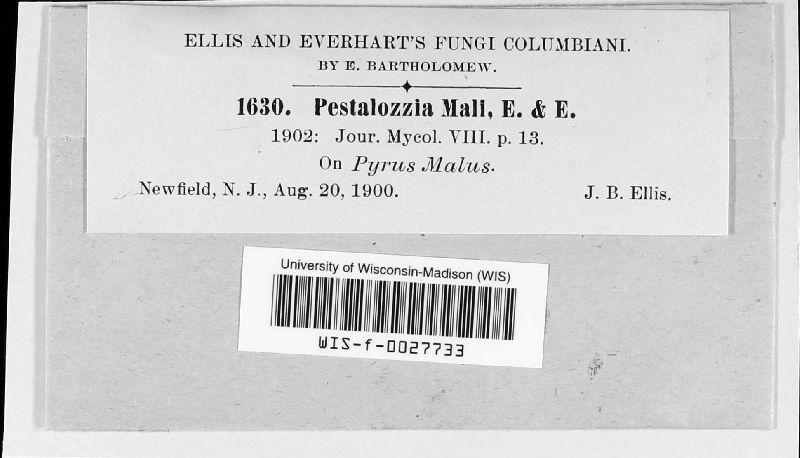 ELLIS AND EVERHART'S FUNGI COLUMBIANI.
BY E. BARTHOLOMEW.
1630. Pestalozzia Mali, E. & E.
1902: Jour. Mycol. VIII. p. 13.
On Pyrus Malus.
Newfield, N. J., Aug. 20, 1900. J. B. Ellis.
University of Wisconsin-Madison (WIS)
WIS-f-0027733